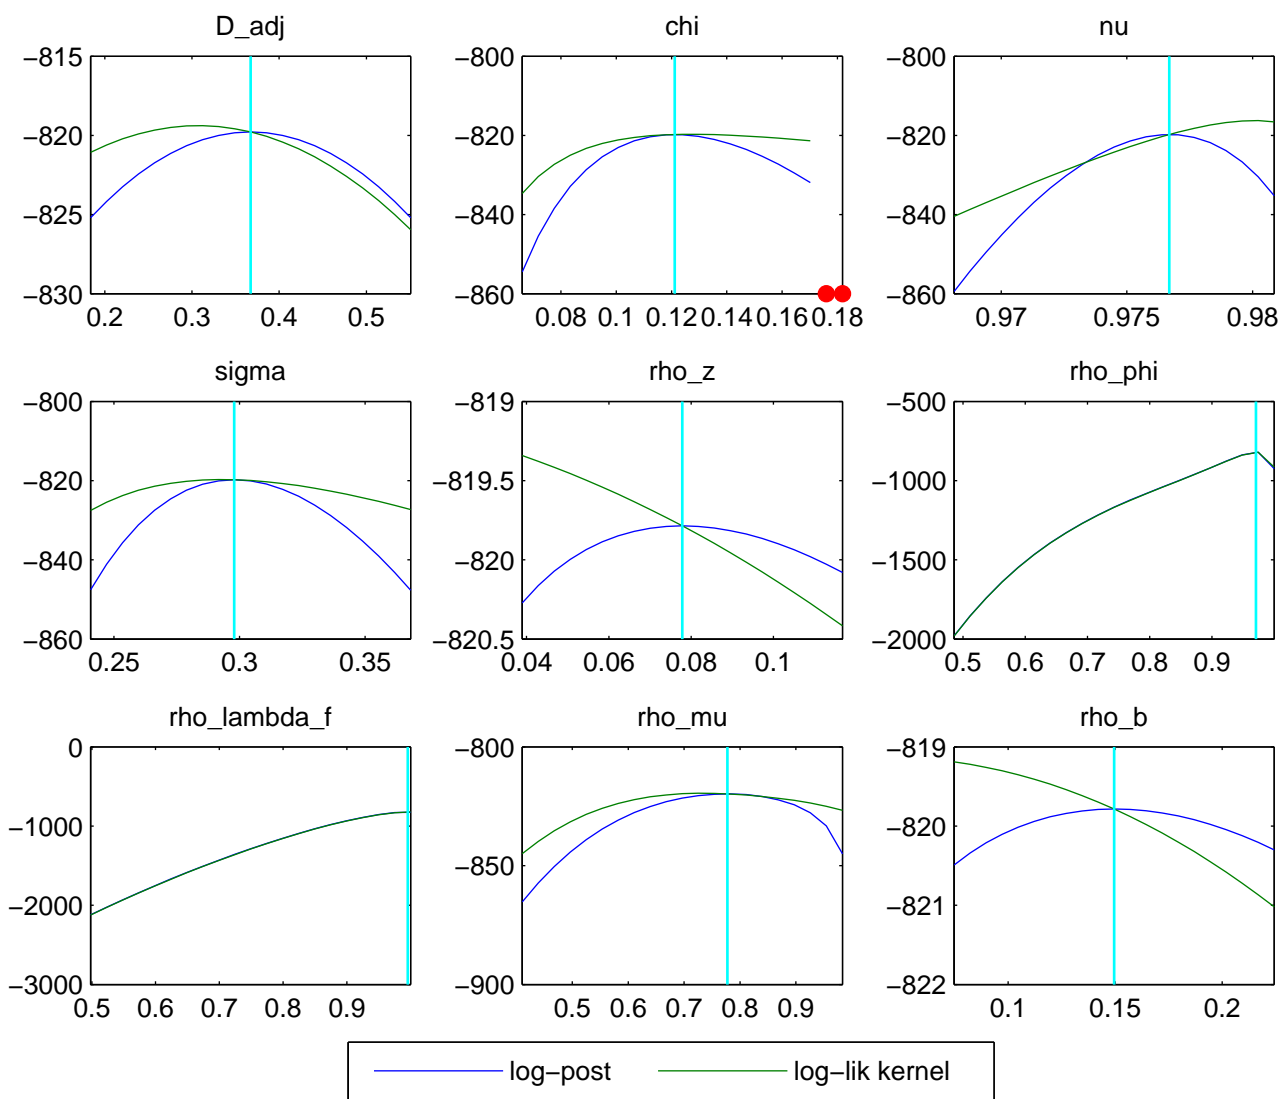 D_adj
chi
nu
−815
−820
−825
−830
0.2 0.3 0.4 0.5
−800
−820
−840
−860
0.08 0.1 0.12 0.14 0.16 0.18
−800
−820
−840
−860
0.97 0.975 0.98
sigma
rho_z
rho_phi
−800
−820
−840
−860
0.25 0.3 0.35
−819
−819.5
−820
−820.5
0.04 0.06 0.08 0.1
−500
−1000
−1500
−2000
0.5 0.6 0.7 0.8 0.9
rho_lambda_f
rho_mu
rho_b
0
−1000
−2000
−3000
0.5 0.6 0.7 0.8 0.9
−800
−850
−900
0.5 0.6 0.7 0.8 0.9
−819
−820
−821
−822
0.1 0.15 0.2
log−post
log−lik kernel